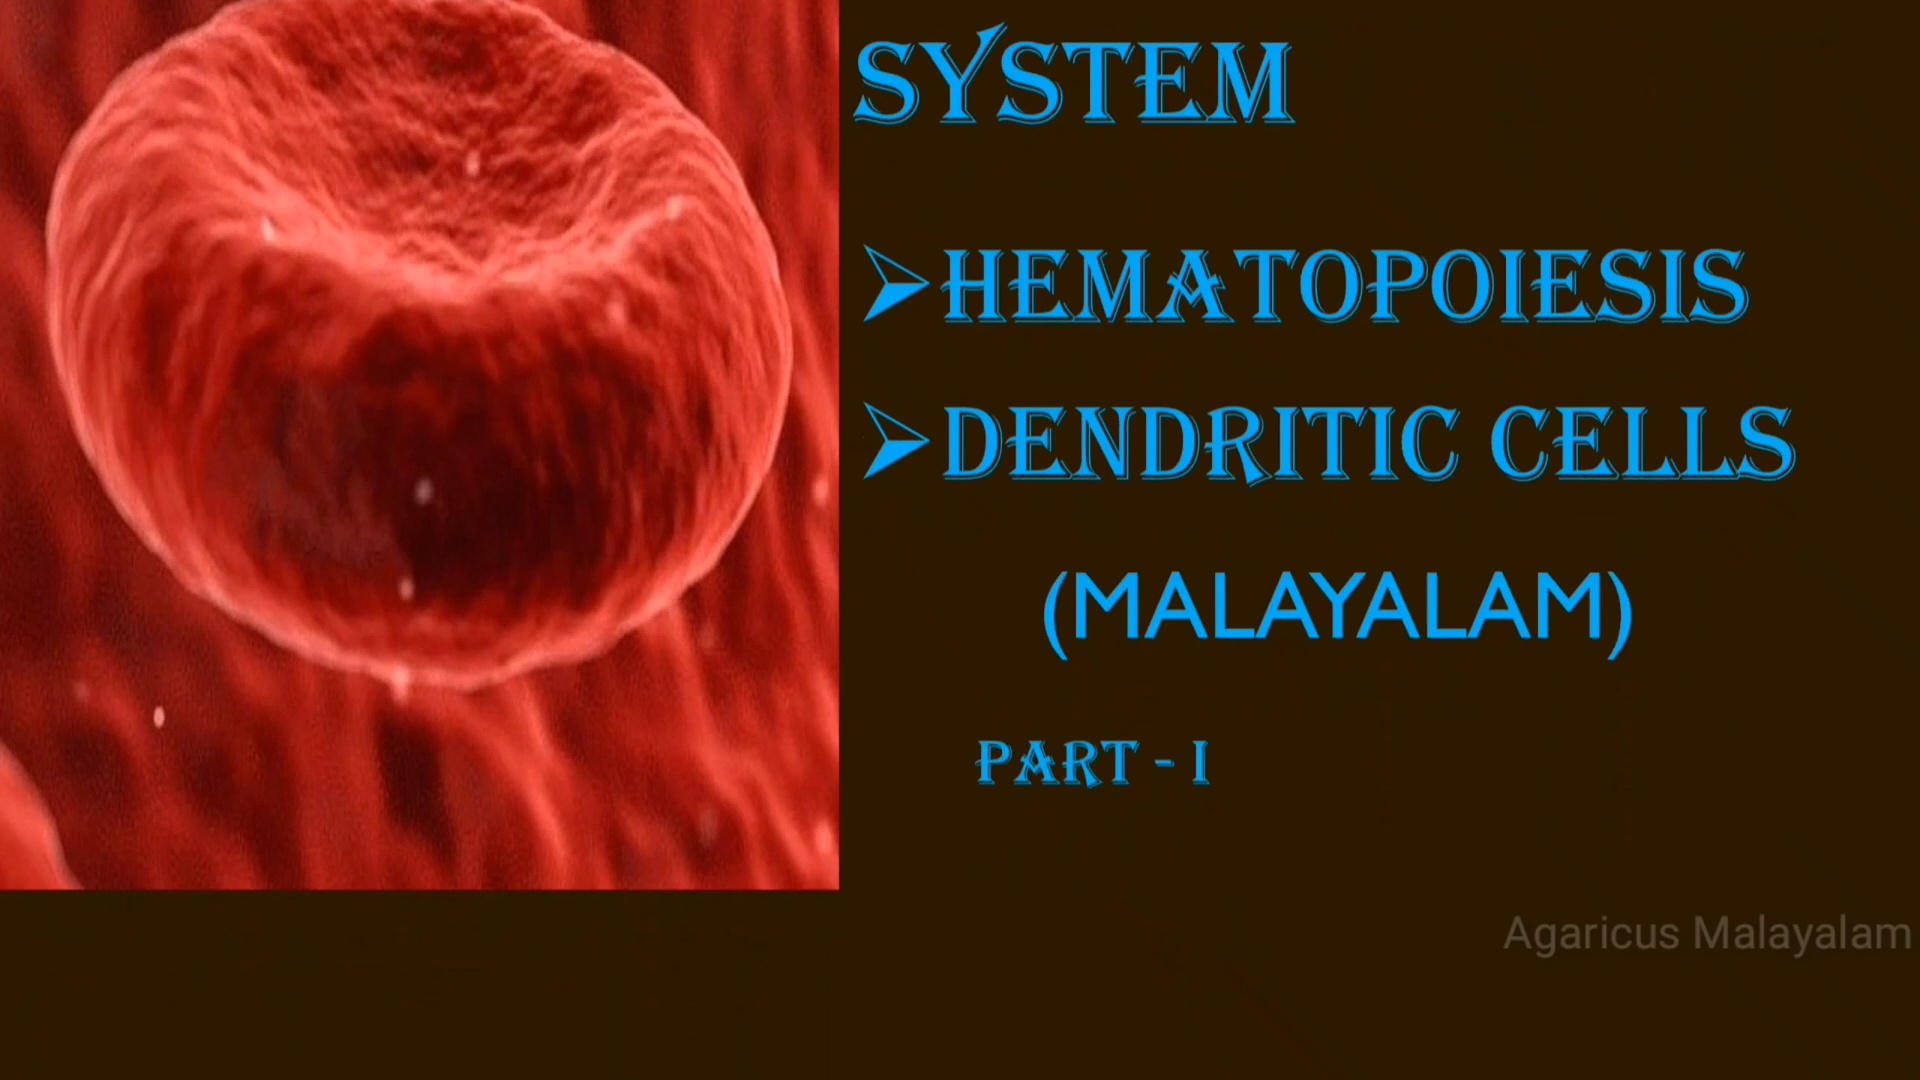 SYSTEM
➢HEMATOPOIESIS
➢DENDRITIC CELLS
(MALAYALAM)
PART - I
Agaricus Malayalam